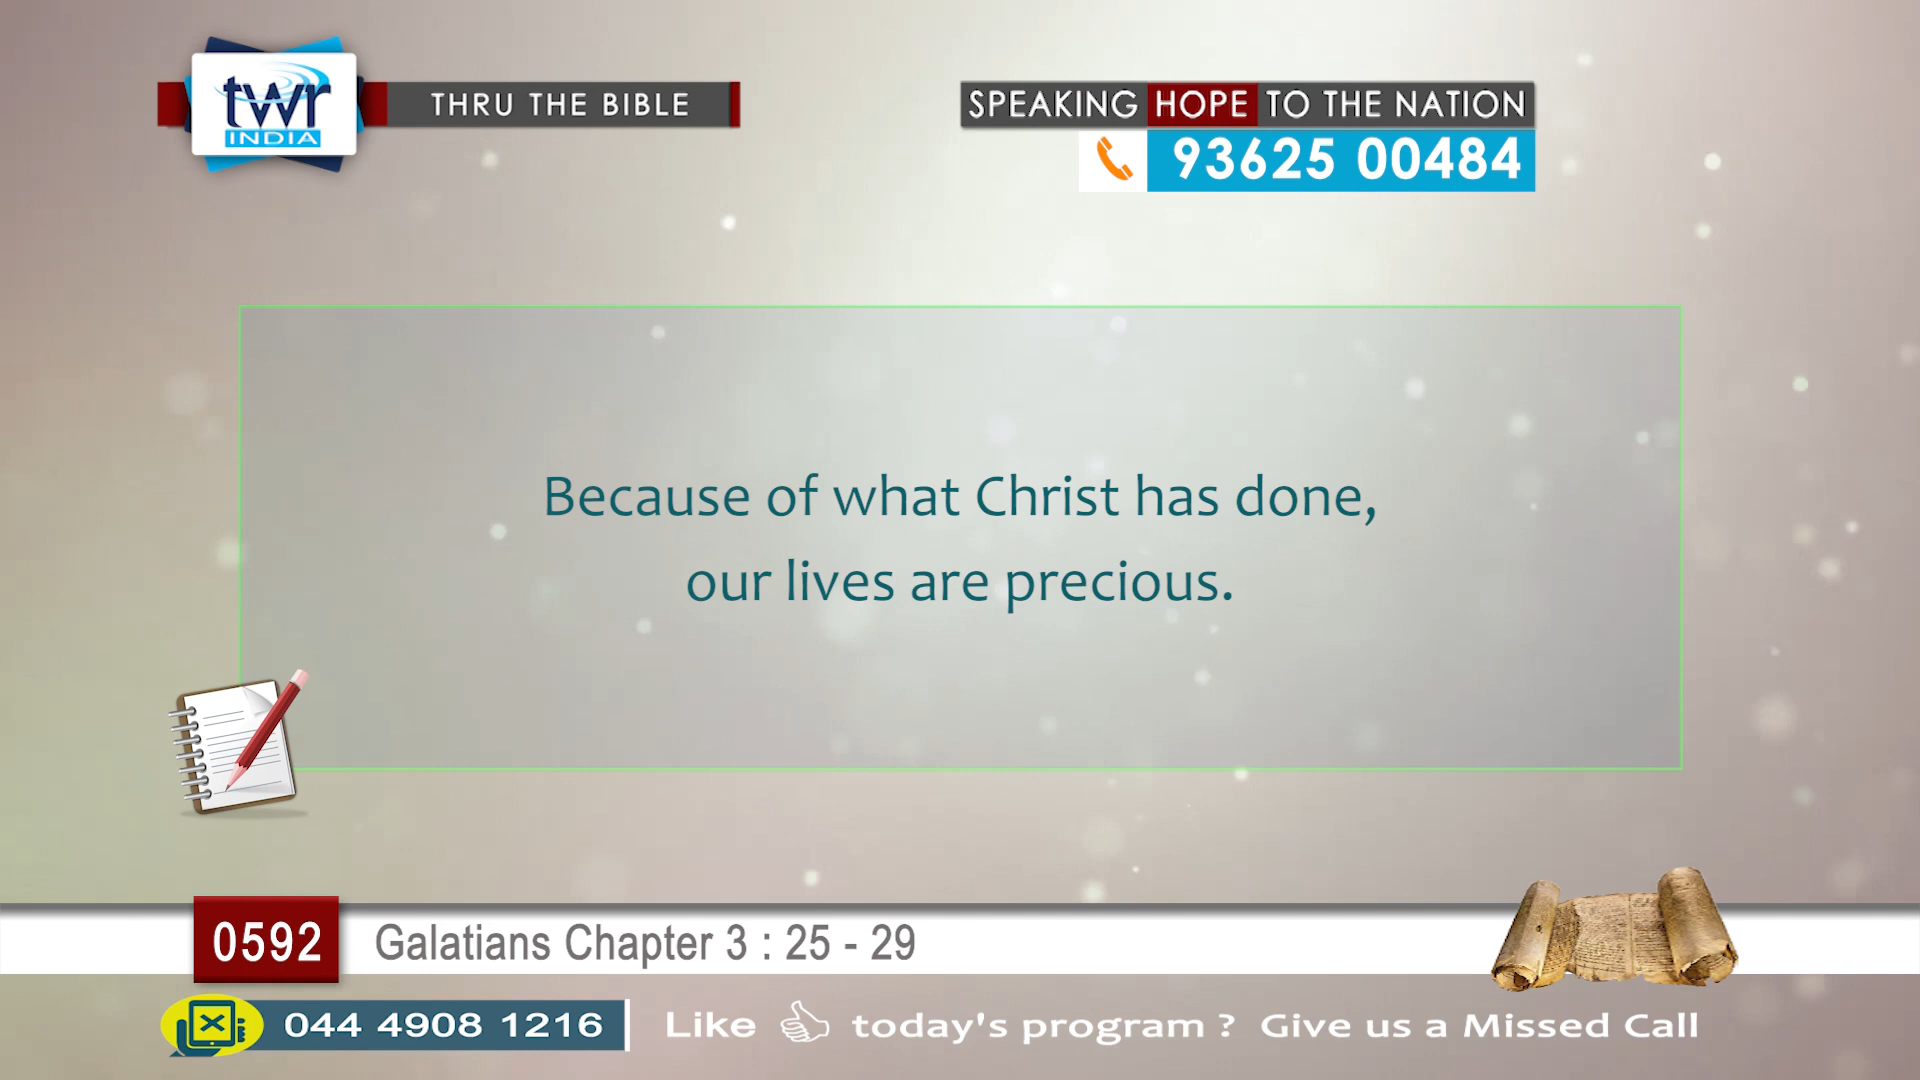 twr
INDIA
THRU THE BIBLE
SPEAKING HOPE TO THE NATION
93625 00484
Because of what Christ has done,
our lives are precious.
0592
Galatians Chapter 3 : 25 - 29
044 4908 1216
Like today's program ? Give us a Missed Call